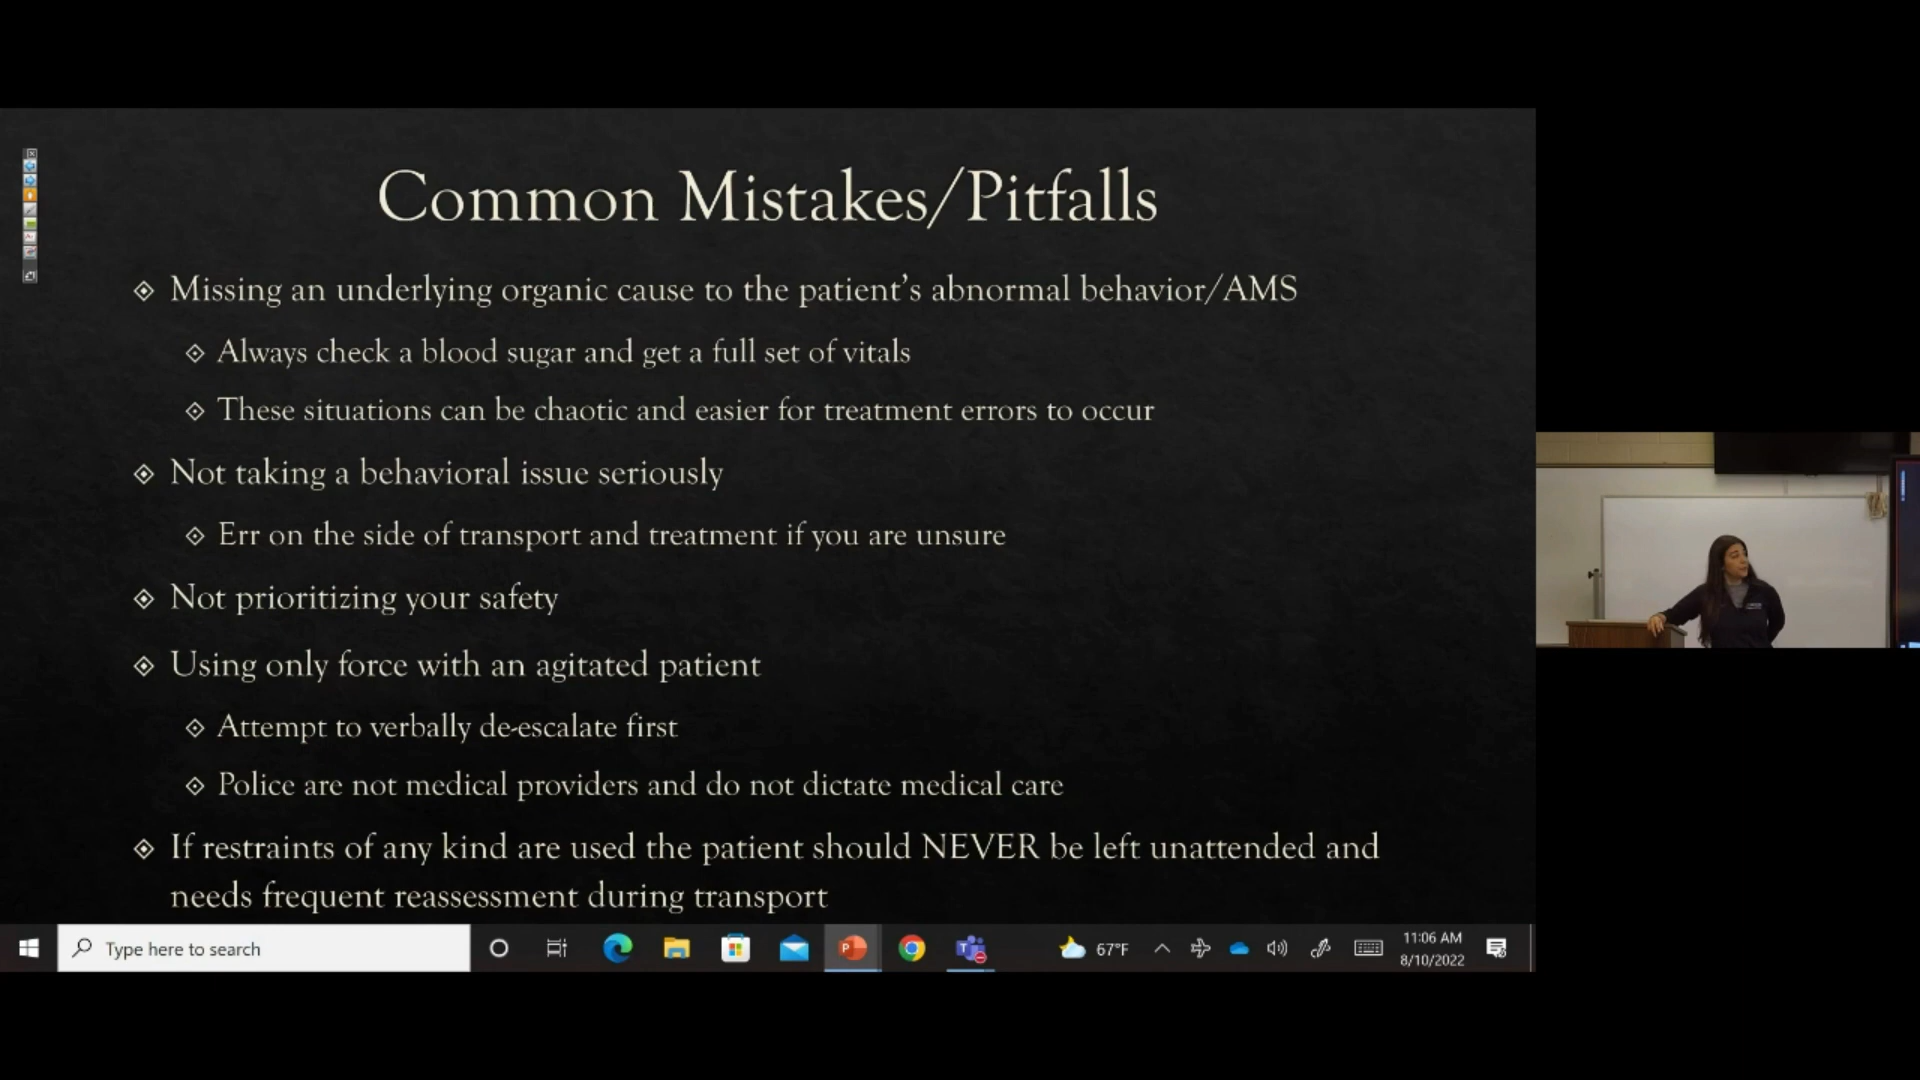 Common Mistakes/Pitfalls
Missing an underlying organic cause to the patient's abnormal behavior/AMS
Always check a blood sugar and get a full set of vitals
These situations can be chaotic and easier for treatment errors to occur
Not taking a behavioral issue seriously
Err on the side of transport and treatment if you are unsure
Not prioritizing your safety
Using only force with an agitated patient
Attempt to verbally de-escalate first
Police are not medical providers and do not dictate medical care
If restraints of any kind are used the patient should NEVER be left unattended and
needs frequent reassessment during transport
Type here to search
67°F
11:06 AM
8/10/2022